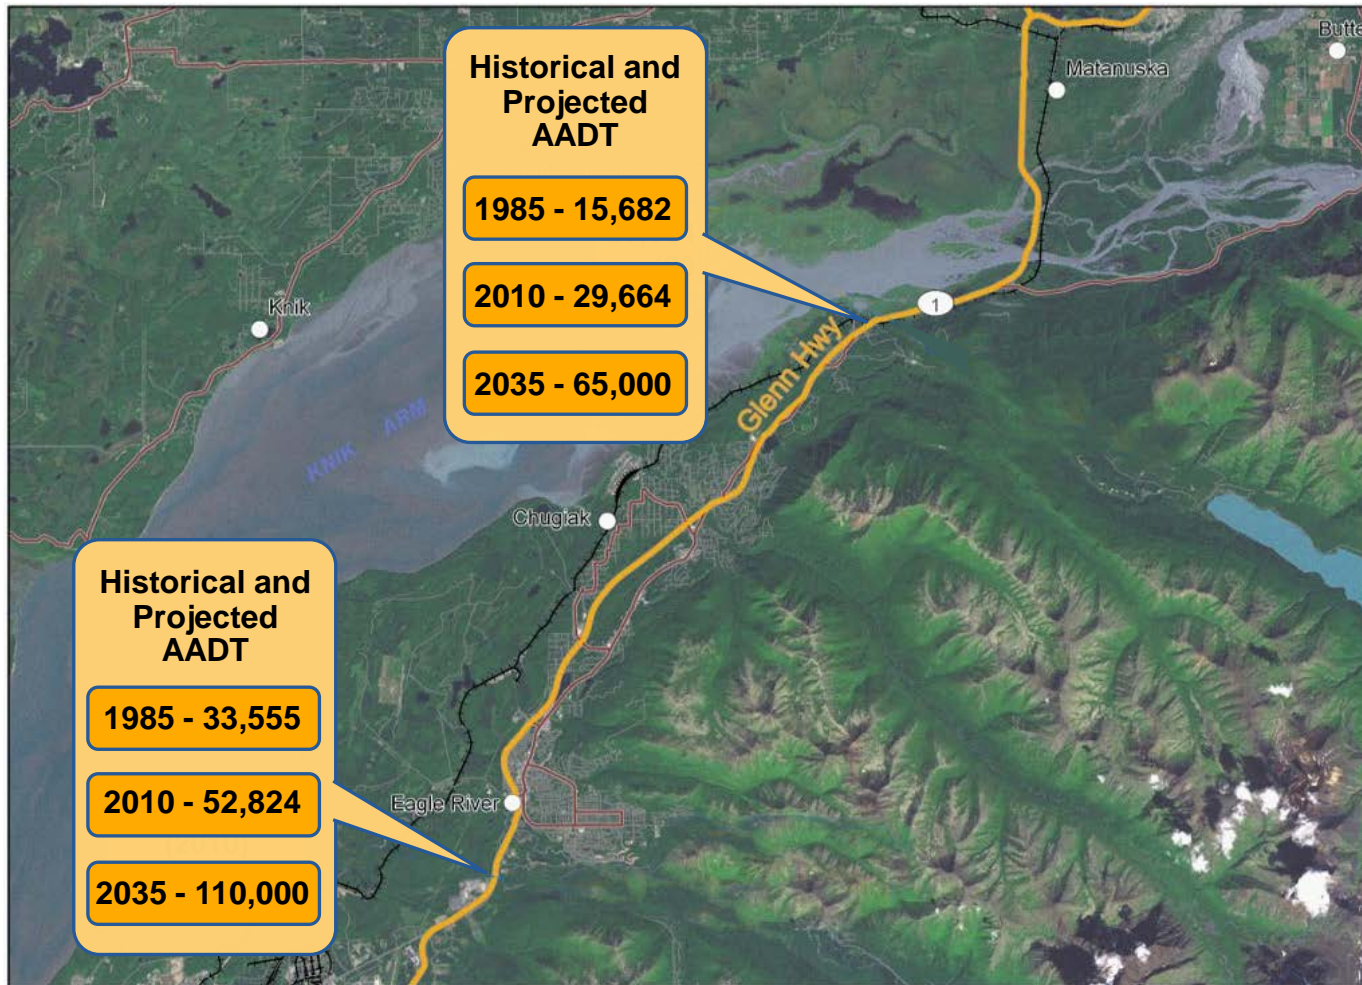 Historical and
Projected
AADT
1985 - 15,682
2010 - 29,664
2035 - 65,000
Matanuska
Butte
1
Glenn Hwy
Knik
KNIK ARM
Chugiak
Historical and
Projected
AADT
1985 - 33,555
2010 - 52,824
2035 - 110,000
Eagle River